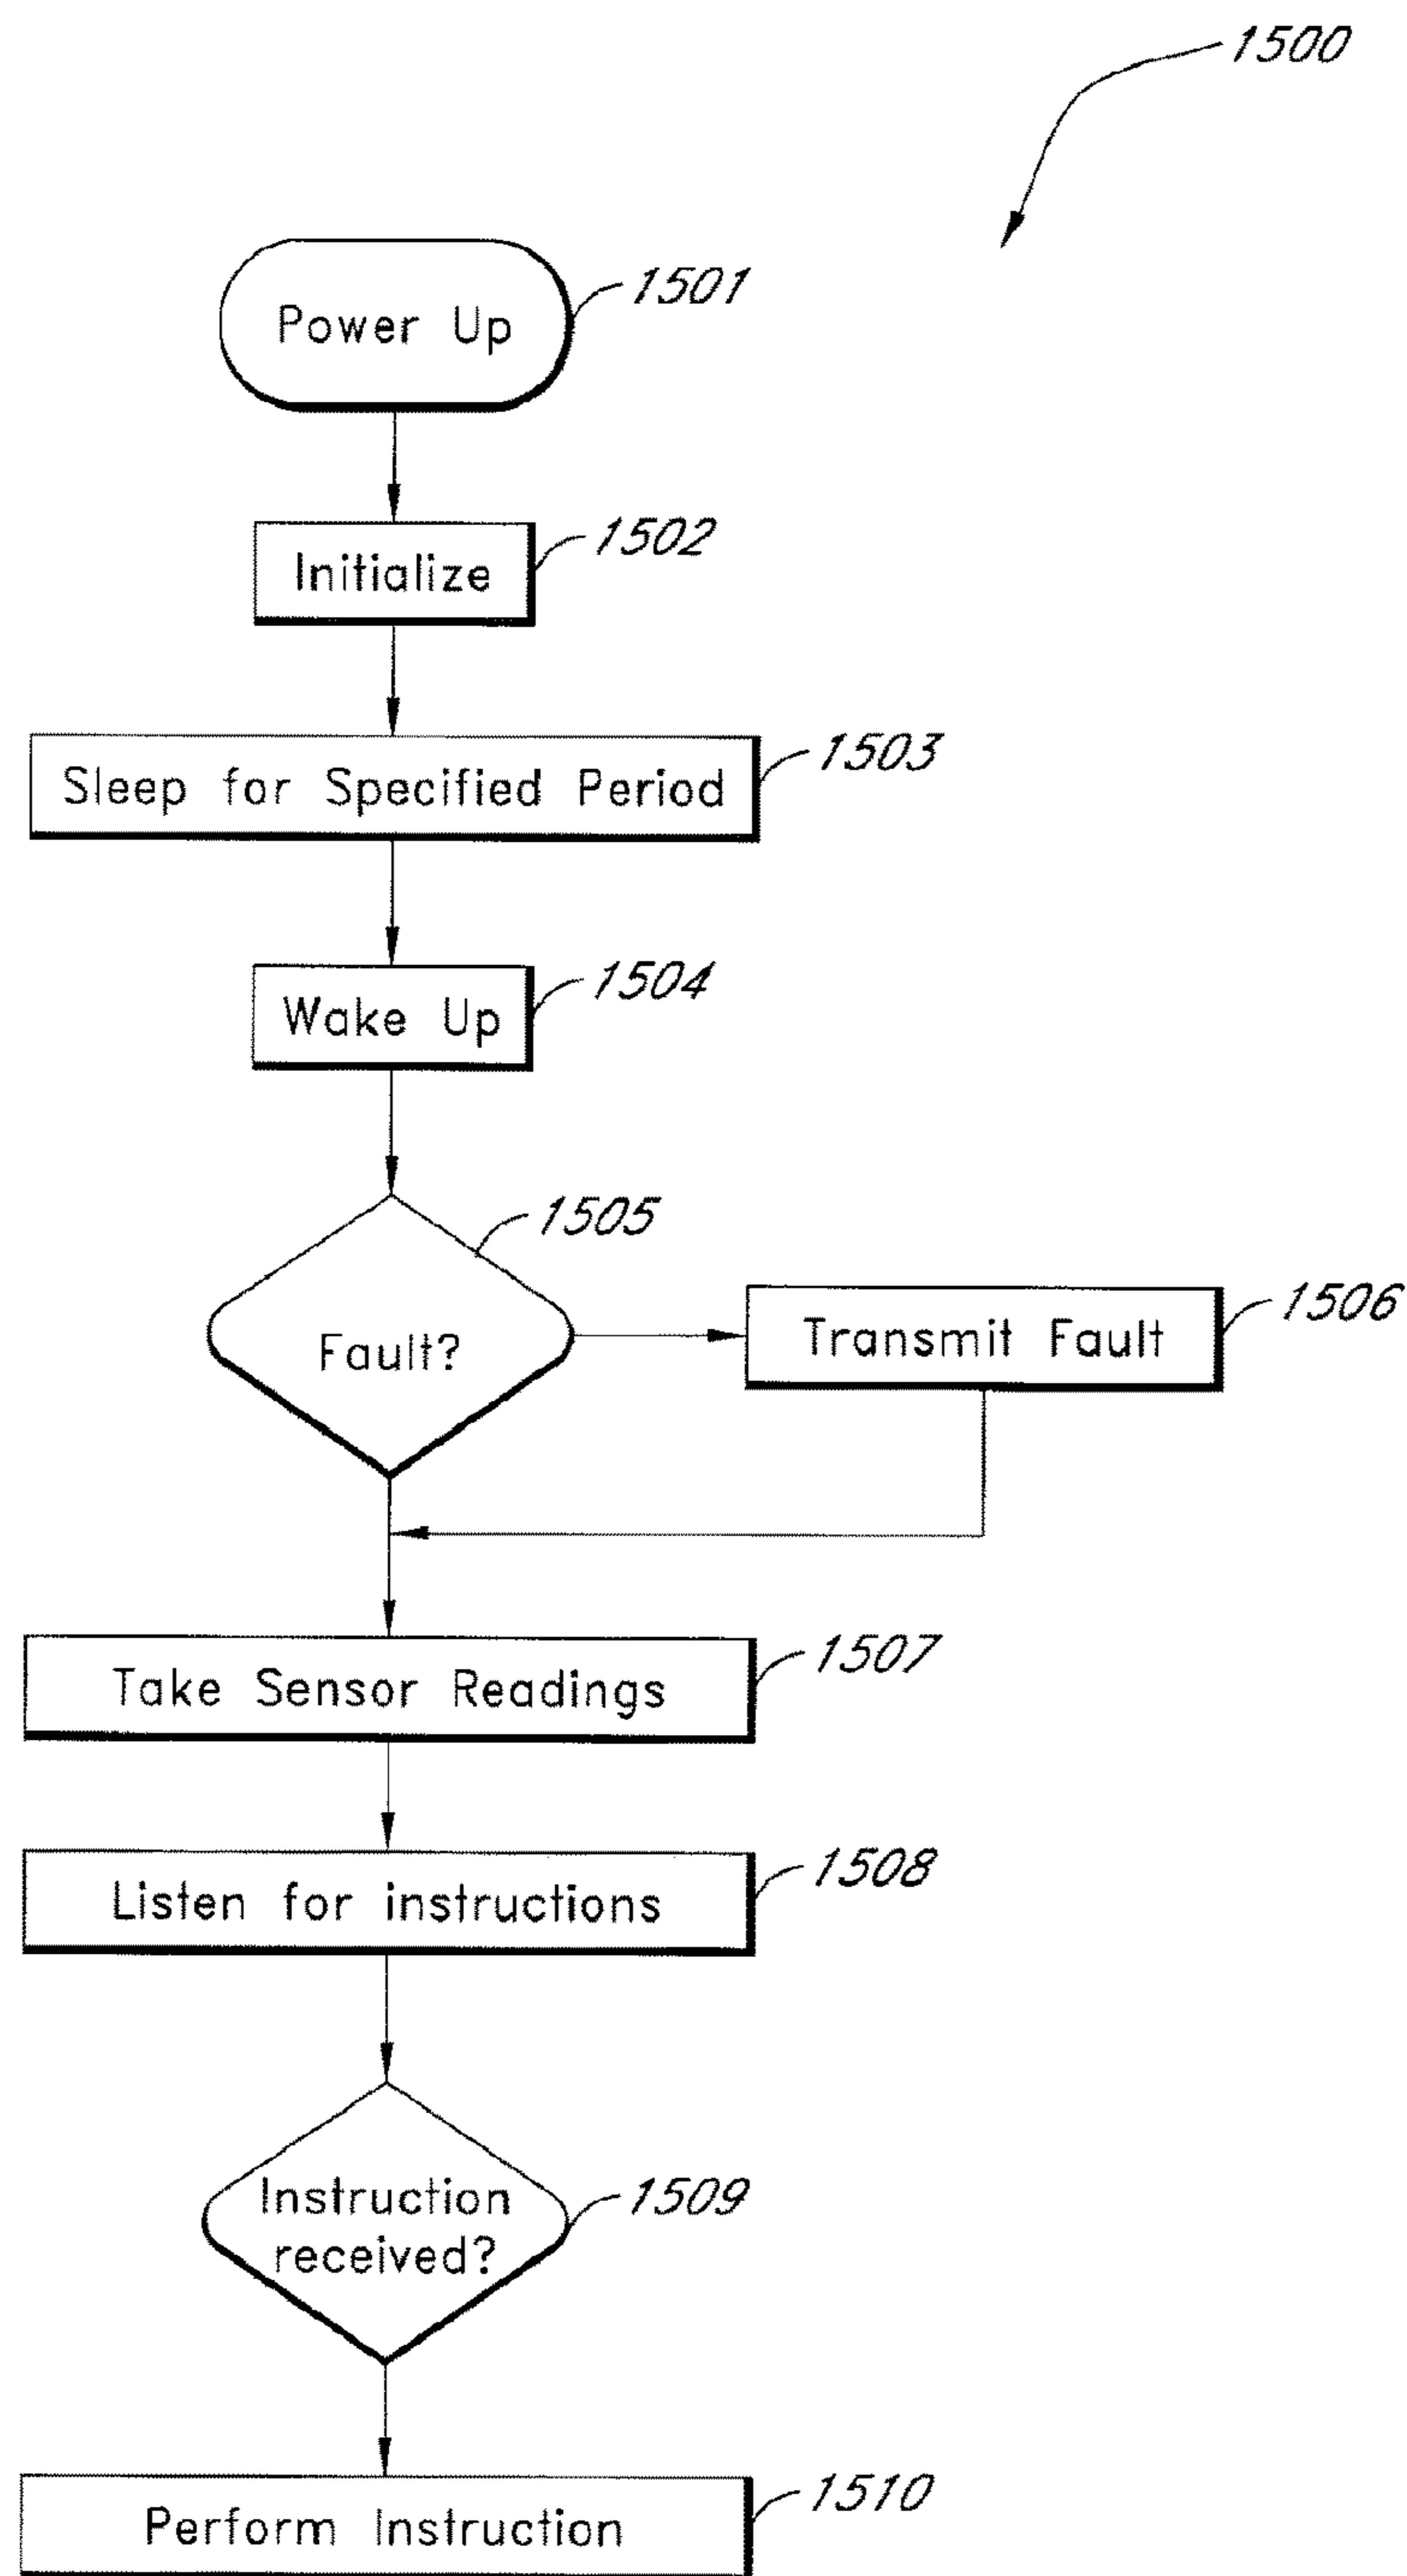 1500
Power Up
1501
Initialize
1502
Sleep for Specified Period
1503
Wake Up
1504
1505
Fault?
Transmit Fault
1506
Take Sensor Readings
1507
Listen for instructions
1508
Instruction
received?
1509
Perform Instruction
1510